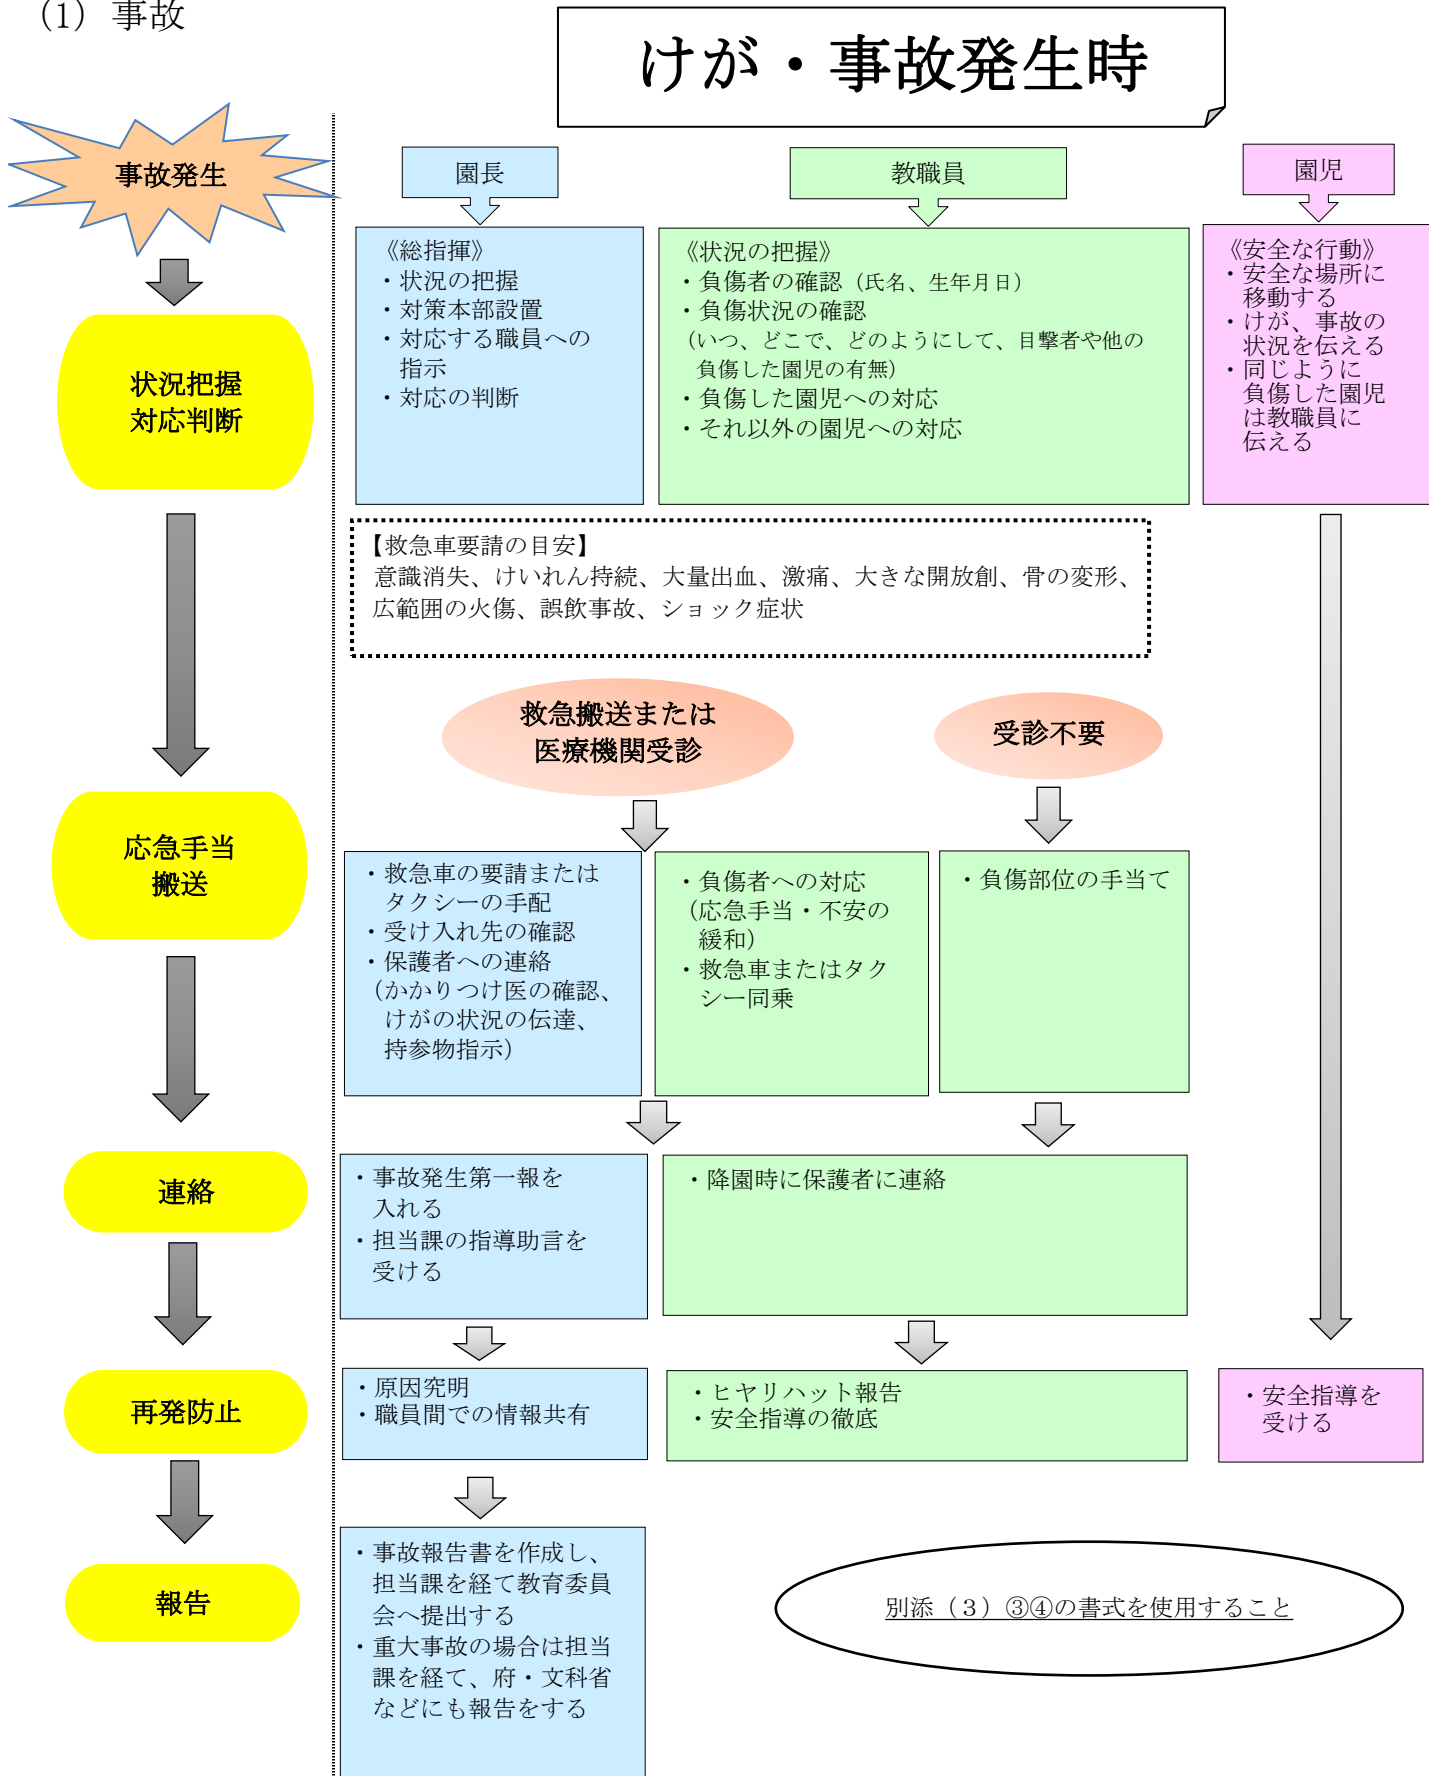 (1) 事故
けが・事故発生時
事故発生
園長
教職員
園児
《総指揮》
・状況の把握
・対策本部設置
・対応する職員への
指示
・対応の判断
《状況の把握》
・負傷者の確認（氏名、生年月日）
・負傷状況の確認
（いつ、どこで、どのようにして、目撃者や他の
負傷した園児の有無）
・負傷した園児への対応
・それ以外の園児への対応
《安全な行動》
・安全な場所に
移動する
・けが、事故の
状況を伝える
・同じように
負傷した園児
は教職員に
伝える
状況把握
対応判断
【救急車要請の目安】
意識消失、けいれん持続、大量出血、激痛、大きな開放創、骨の変形、
広範囲の火傷、誤飲事故、ショック症状
救急搬送または
医療機関受診
受診不要
応急手当
搬送
・救急車の要請または
タクシーの手配
・受け入れ先の確認
・保護者への連絡
（かかりつけ医の確認、
けがの状況の伝達、
持参物指示）
・負傷者への対応
（応急手当・不安の
緩和）
・救急車またはタク
シー同乗
・負傷部位の手当て
連絡
・事故発生第一報を
入れる
・担当課の指導助言を
受ける
・降園時に保護者に連絡
再発防止
・原因究明
・職員間での情報共有
・ヒヤリハット報告
・安全指導の徹底
・安全指導を
受ける
報告
・事故報告書を作成し、
担当課を経て教育委員
会へ提出する
・重大事故の場合は担当
課を経て、府・文科省
などにも報告をする
別添（３）③④の書式を使用すること